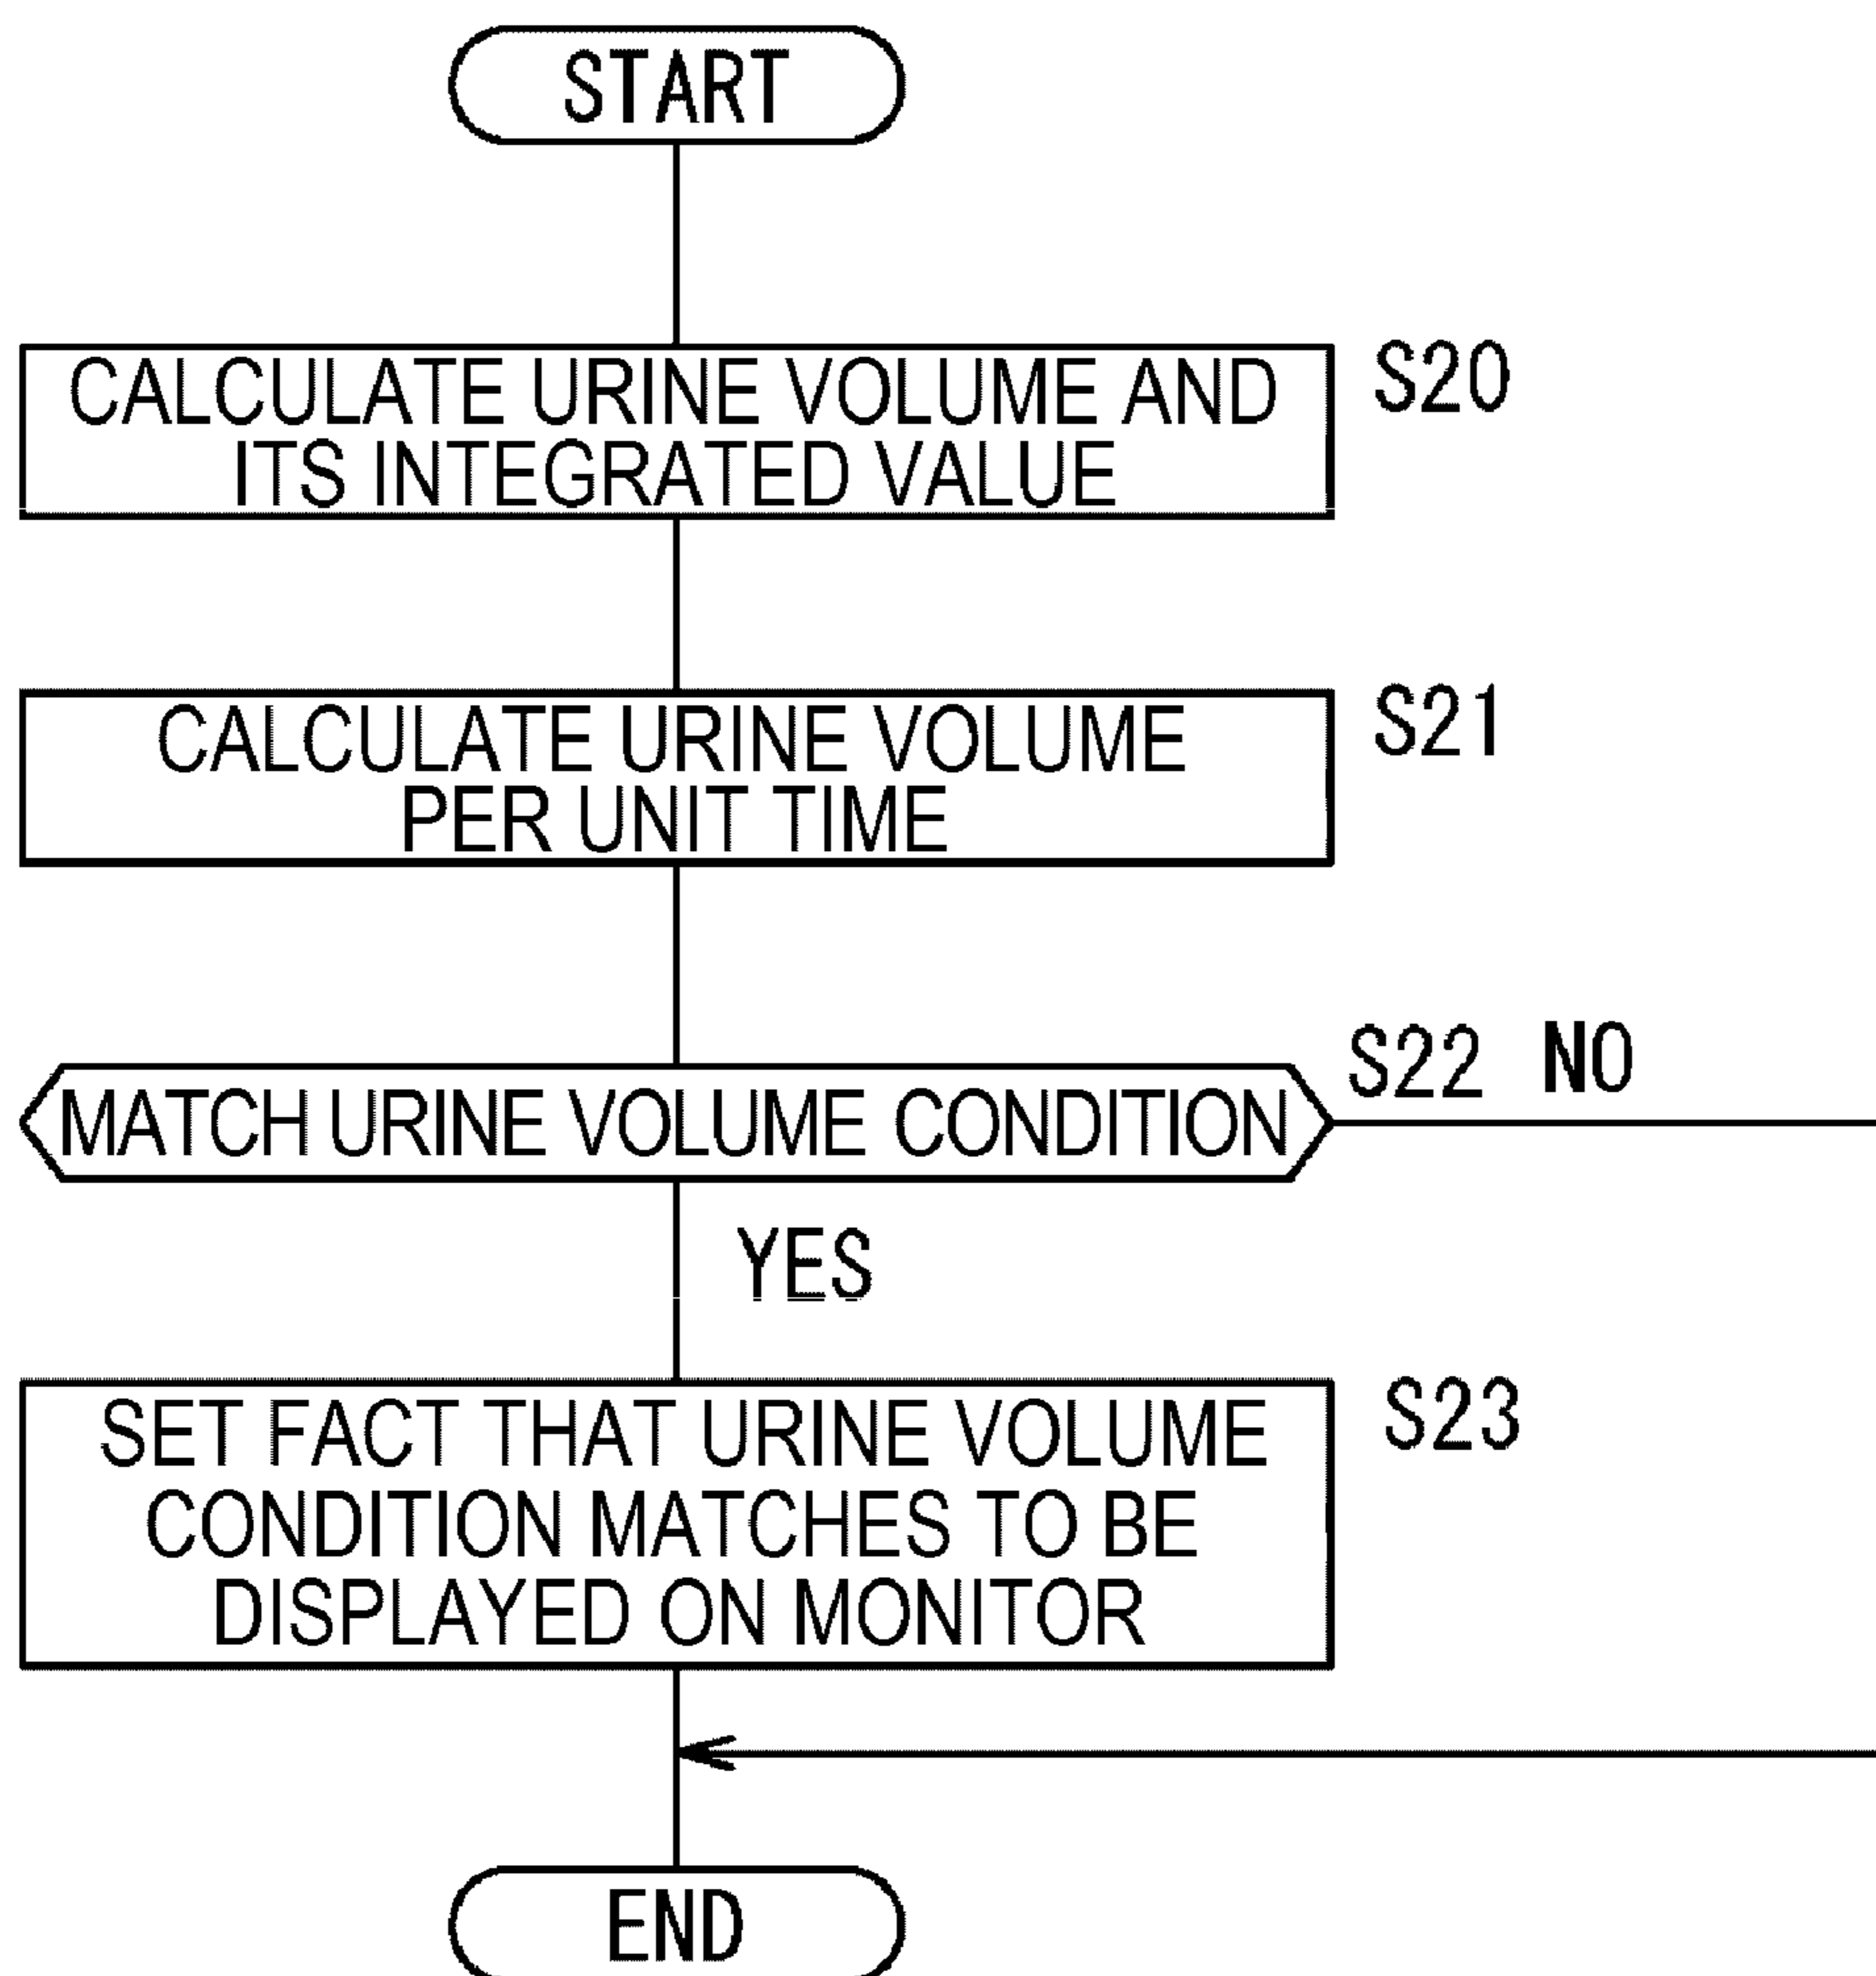 START
CALCULATE URINE VOLUME AND
ITS INTEGRATED VALUE
S20
CALCULATE URINE VOLUME
PER UNIT TIME
S21
MATCH URINE VOLUME CONDITION
S22 NO
YES
SET FACT THAT URINE VOLUME
CONDITION MATCHES TO BE
DISPLAYED ON MONITOR
S23
END